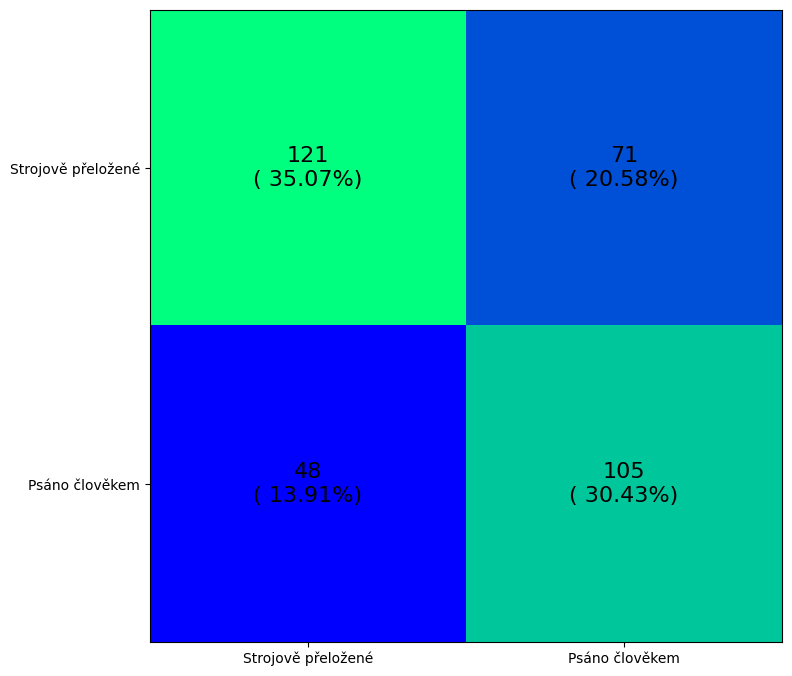 Strojově přeložené
121
( 35.07%)
71
( 20.58%)
Psáno člověkem
48
( 13.91%)
105
( 30.43%)
Strojově přeložené
Psáno člověkem